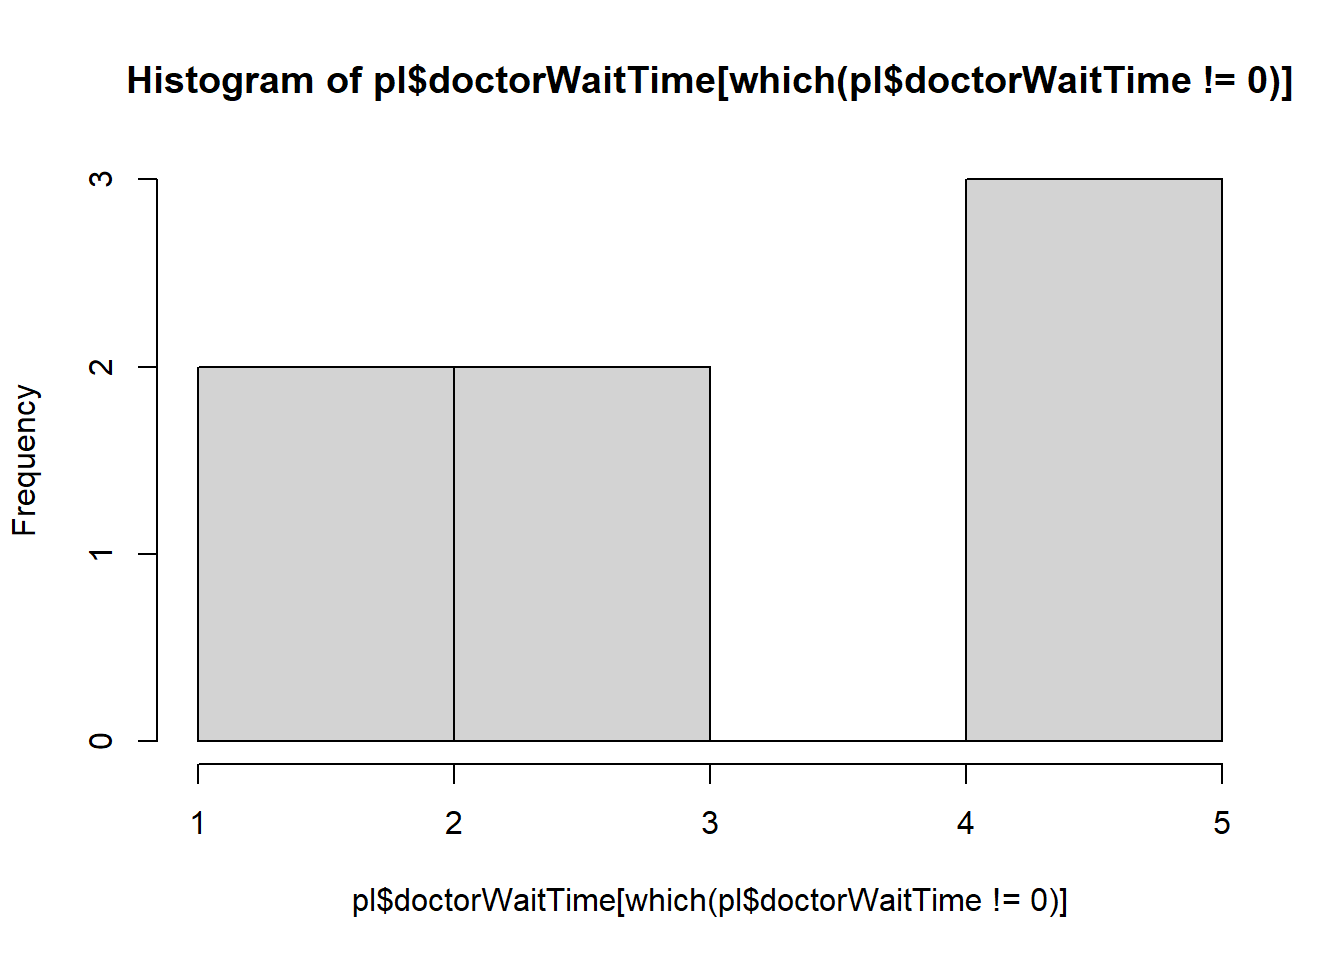 Histogram of pl$doctorWaitTime[which(pl$doctorWaitTime != 0)]
3
2
1
0
Frequency
1 2 3 4 5
pl$doctorWaitTime[which(pl$doctorWaitTime != 0)]